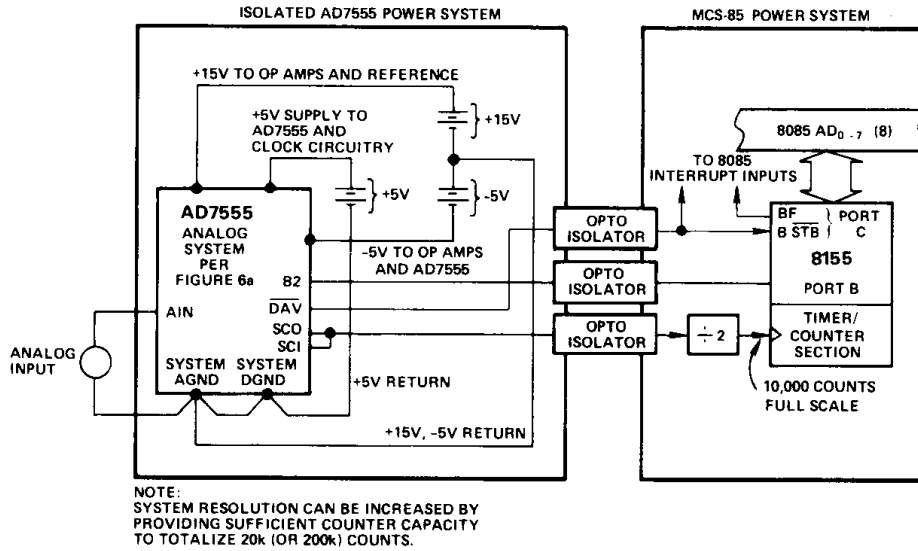 ISOLATED AD7555 POWER SYSTEM
MCS-85 POWER SYSTEM
+15V TO OP AMPS AND REFERENCE
+5V SUPPLY TO
AD7555 AND
CLOCK CIRCUITRY
+15V
+5V
-5V
8085 AD0-7 (8)
TO 8085
INTERRUPT INPUTS
AD7555
ANALOG
SYSTEM
PER
FIGURE 6a
-5V TO OP AMPS
AND AD7555
B2
DAV
SCO
SCI
AIN
SYSTEM
AGND
SYSTEM
DGND
ANALOG
INPUT
+5V RETURN
+15V, -5V RETURN
OPTO
ISOLATOR
OPTO
ISOLATOR
OPTO
ISOLATOR
÷2
BF
B STB
PORT
C
8155
PORT B
TIMER/
COUNTER
SECTION
10,000 COUNTS
FULL SCALE
NOTE:
SYSTEM RESOLUTION CAN BE INCREASED BY
PROVIDING SUFFICIENT COUNTER CAPACITY
TO TOTALIZE 20k (OR 200k) COUNTS.